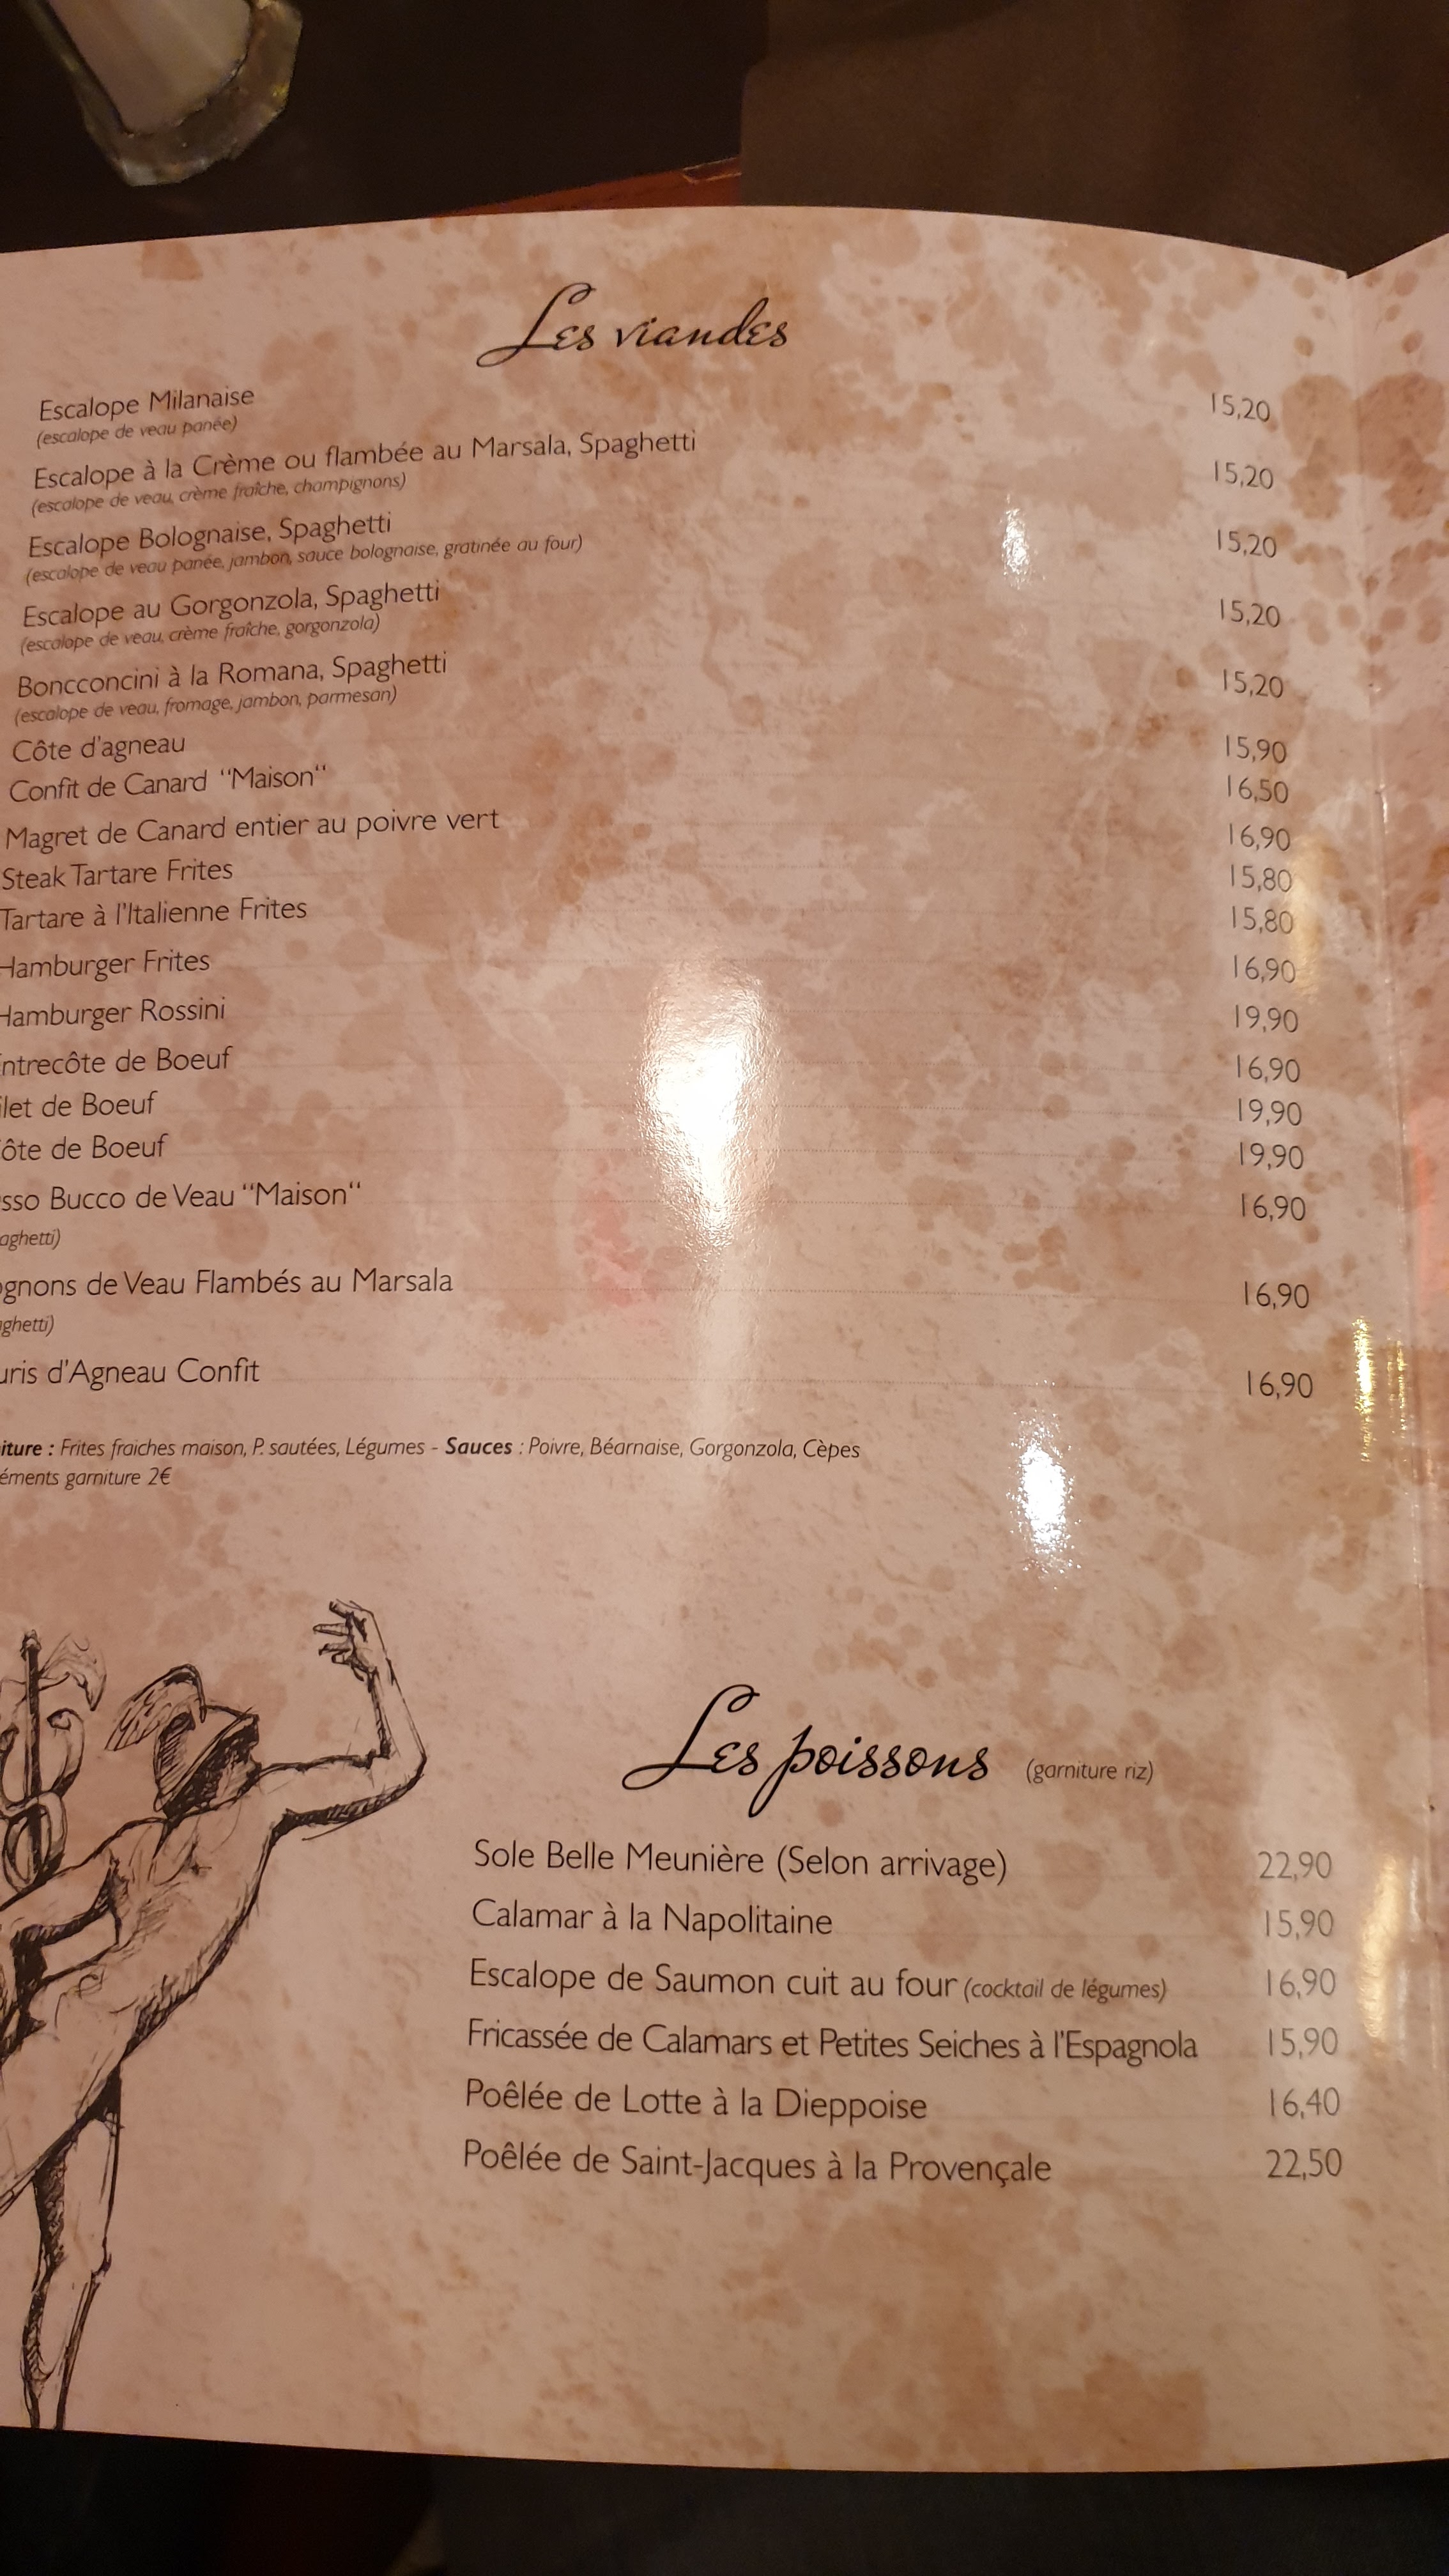 Les viandes
Escalope Milanaise 15,20
(escalope de veau panée)
Escalope à la Crème ou flambée au Marsala, Spaghetti 15,20
(escalope de veau, crème fraîche, champignons)
Escalope Bolognaise, Spaghetti 15,20
(escalope de veau panée, jambon, sauce bolognaise, gratinée au four)
Escalope au Gorgonzola, Spaghetti 15,20
(escalope de veau, crème fraîche, gorgonzola)
Boncconcini à la Romana, Spaghetti 15,20
(escalope de veau, fromage, jambon, parmesan)
Côte d'agneau 15,90
Confit de Canard "Maison" 16,50
Magret de Canard entier au poivre vert 16,90
Steak Tartare Frites 15,80
Tartare à l'Italienne Frites 15,80
Hamburger Frites 16,90
Hamburger Rossini 19,90
ntrecôte de Boeuf 16,90
ilet de Boeuf 19,90
ôte de Boeuf 19,90
sso Bucco de Veau "Maison" 16,90
aghetti)
ognons de Veau Flambés au Marsala 16,90
ghetti)
uris d'Agneau Confit 16,90
iture : Frites fraiches maison, P. sautées, Légumes - Sauces : Poivre, Béarnaise, Gorgonzola, Cèpes
éments garniture 2€
Les poissons (garniture riz)
Sole Belle Meunière (Selon arrivage) 22,90
Calamar à la Napolitaine 15,90
Escalope de Saumon cuit au four (cocktail de légumes) 16,90
Fricassée de Calamars et Petites Seiches à l'Espagnola 15,90
Poêlée de Lotte à la Dieppoise 16,40
Poêlée de Saint-Jacques à la Provençale 22,50